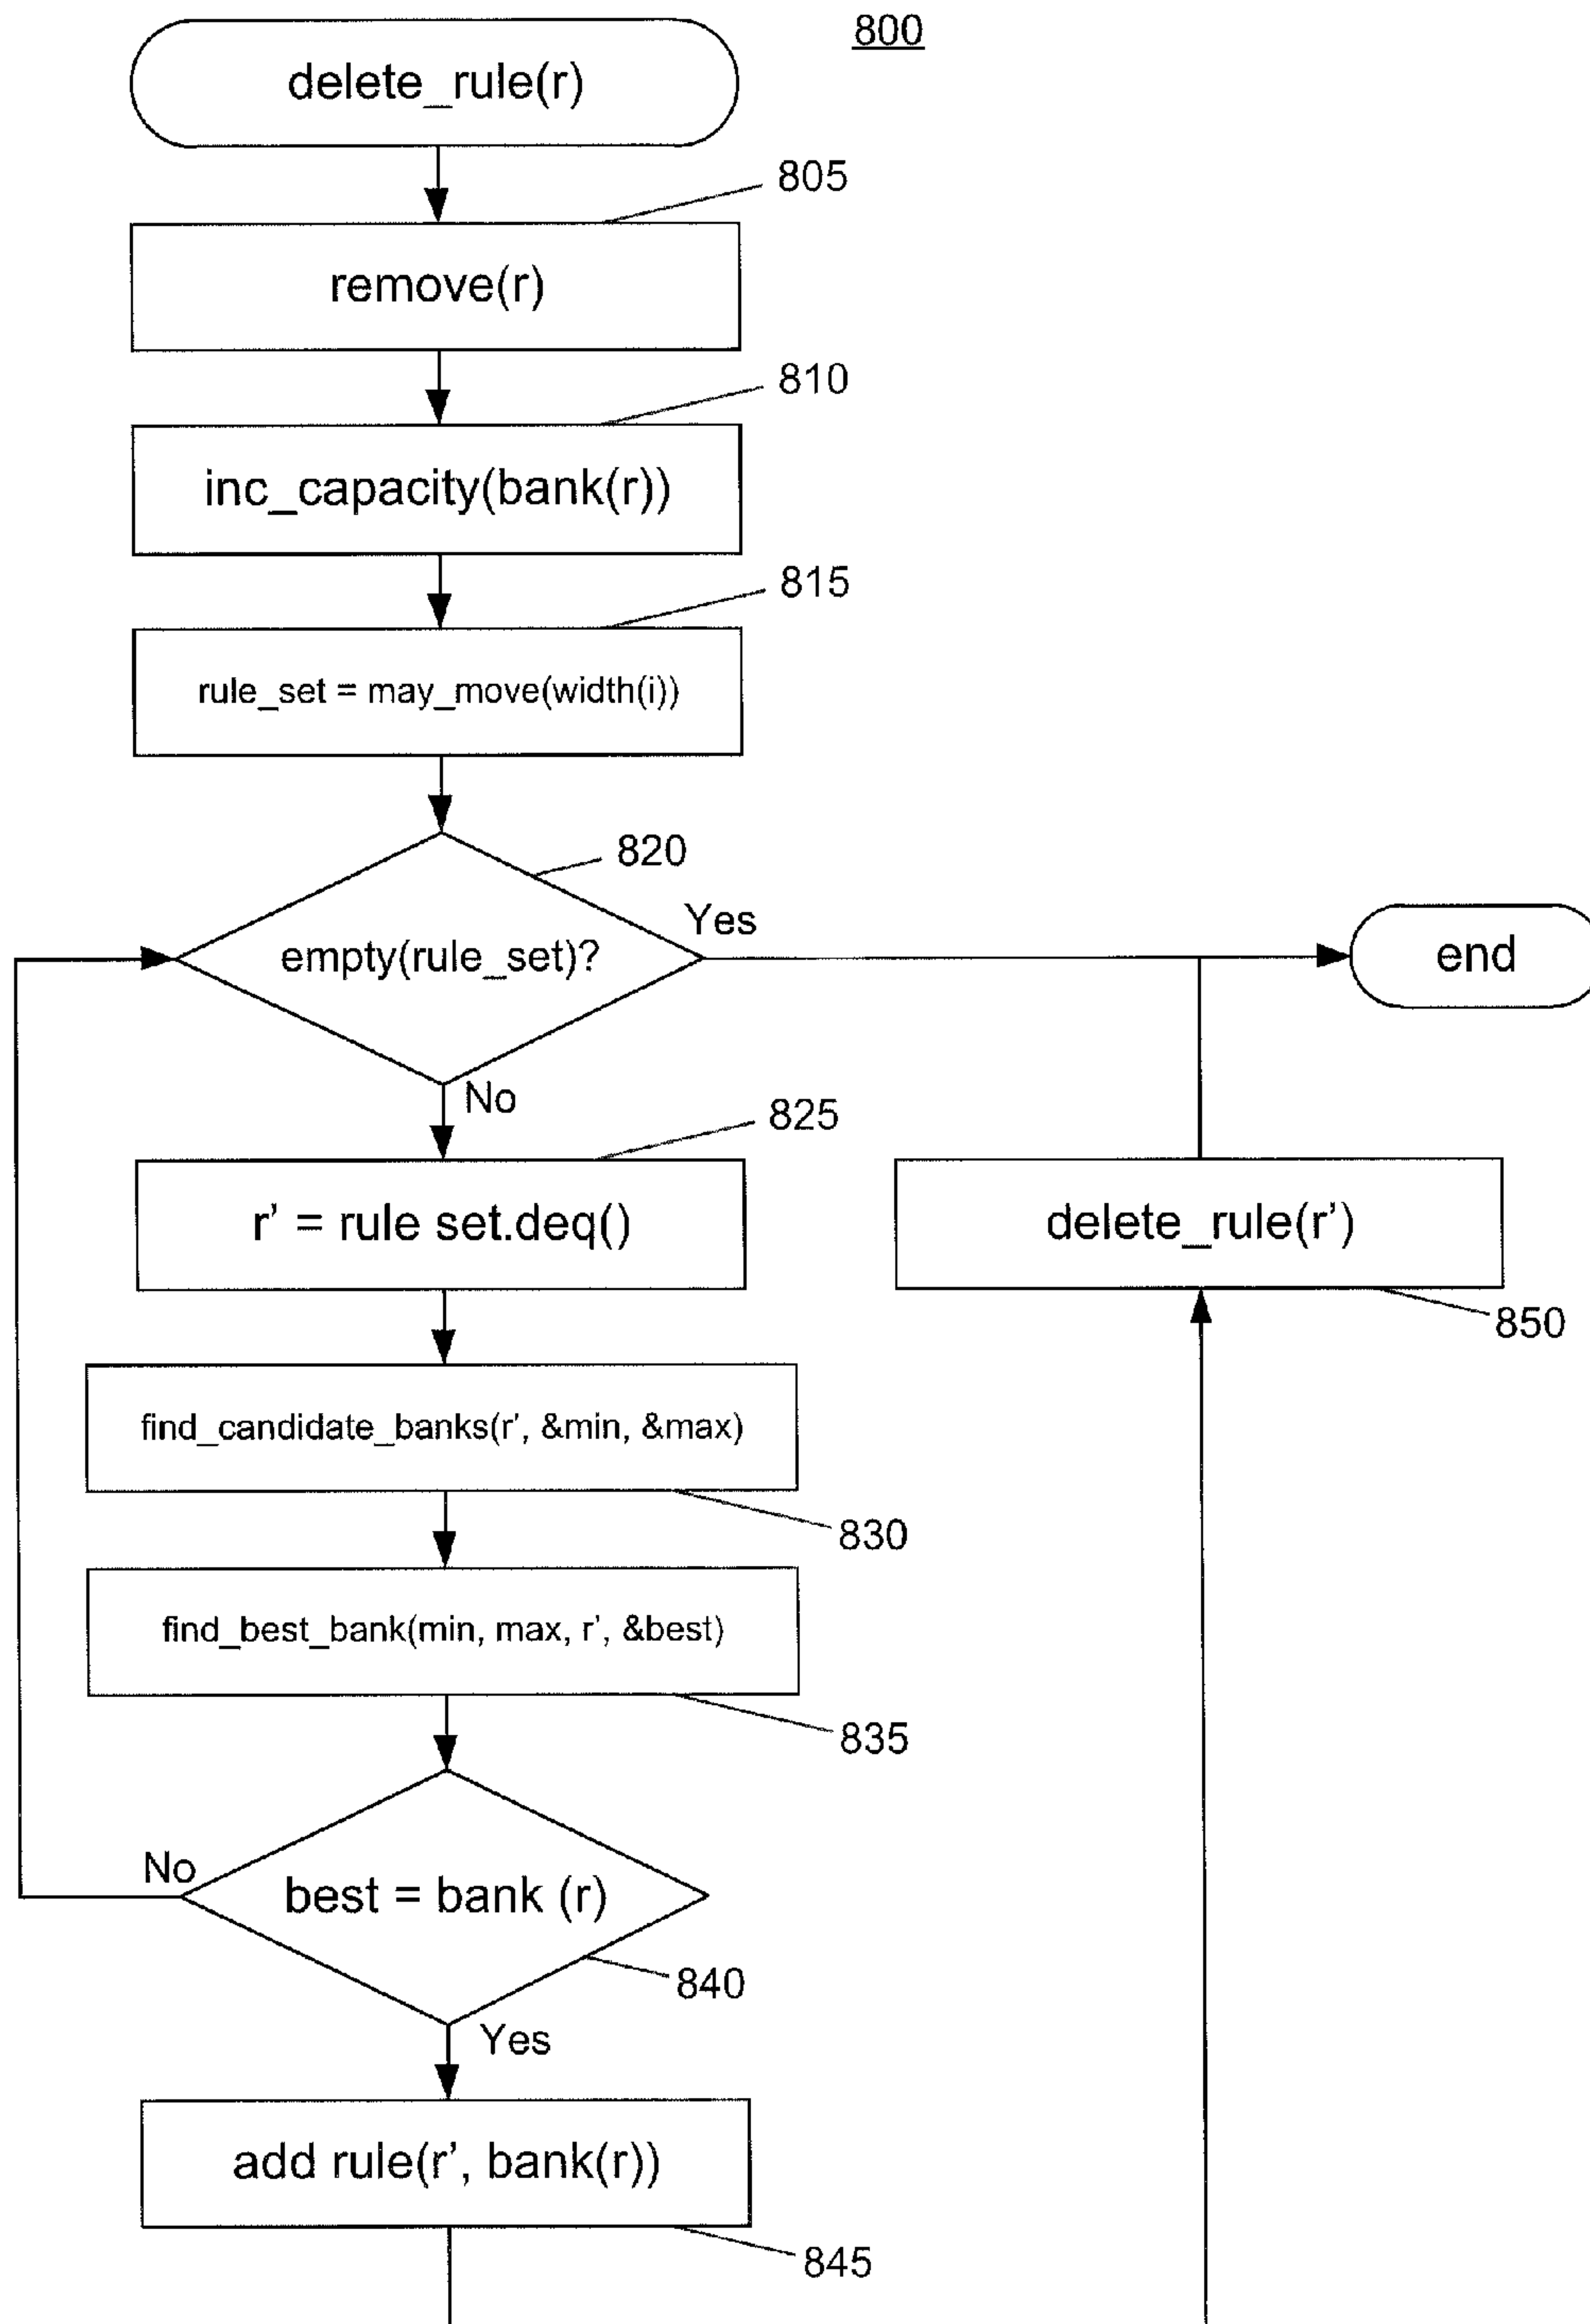 800
delete_rule(r)
805
remove(r)
810
inc_capacity(bank(r))
815
rule_set = may_move(width(i))
820
Yes
empty(rule_set)?
end
No
825
r' = rule set.deq()
delete_rule(r')
850
find_candidate_banks(r', &min, &max)
830
find_best_bank(min, max, r', &best)
835
No
best = bank (r)
840
Yes
add rule(r', bank(r))
845